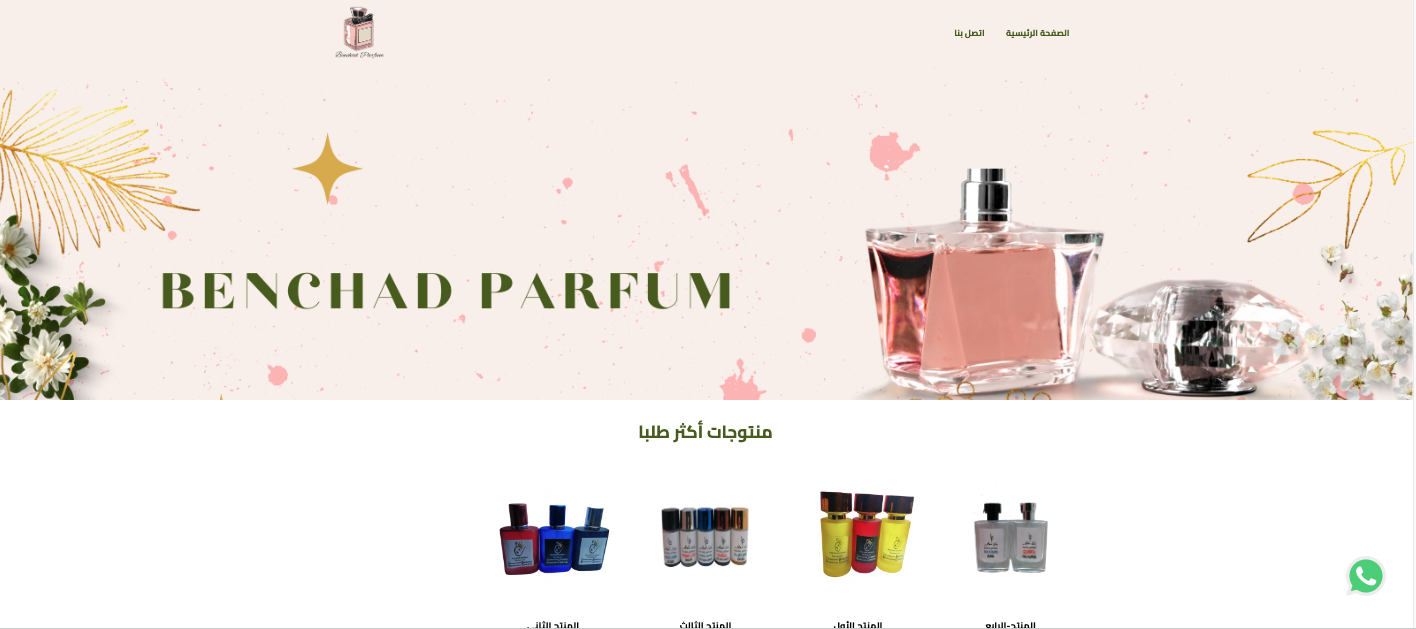 Benchad Parfum
الصفحة الرئيسية
اتصل بنا
BENCHAD PARFUM
منتوجات أكثر طلبا
المنتج-الرابع
المنتج الأول
المنتج الثالث
المنتج الثاني